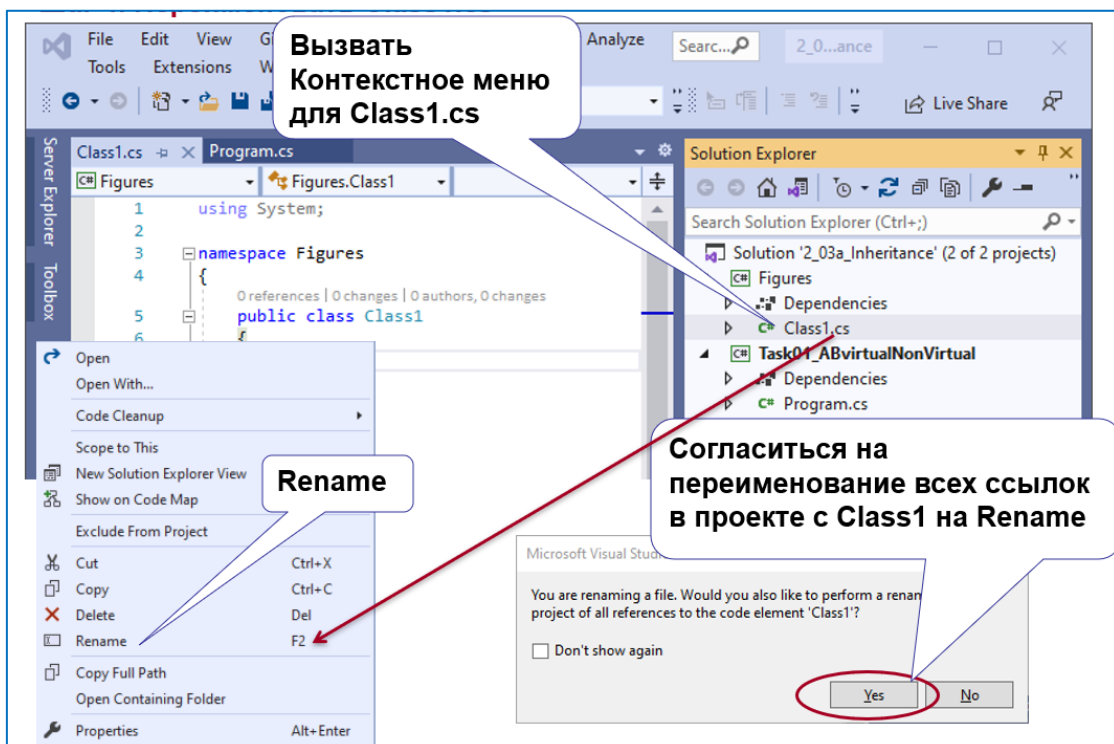 File Edit View
Tools Extensions
Вызвать
Контекстное меню
для Class1.cs
Analyze
Searc...
2_0...ance
Live Share
Server Explorer
Toolbox
Class1.cs
Program.cs
C# Figures
Figures.Class1
1 using System;
2
3 namespace Figures
4 {
0 references | 0 changes | 0 authors, 0 changes
5 public class Class1
6 {
Solution Explorer
Search Solution Explorer (Ctrl+;)
Solution '2_03a_Inheritance' (2 of 2 projects)
C# Figures
Dependencies
C# Class1.cs
C# Task01_ABvirtualNonVirtual
Dependencies
C# Program.cs
Open
Open With...
Code Cleanup
Scope to This
New Solution Explorer View
Show on Code Map
Exclude From Project
Cut Ctrl+X
Copy Ctrl+C
Delete Del
Rename F2
Copy Full Path
Open Containing Folder
Properties Alt+Enter
Rename
Согласиться на
переименование всех ссылок
в проекте с Class1 на Rename
Microsoft Visual
You are renaming a file. Would you also like to perform a
project of all references to the code element 'Class1'?
Don't show again
Yes
No